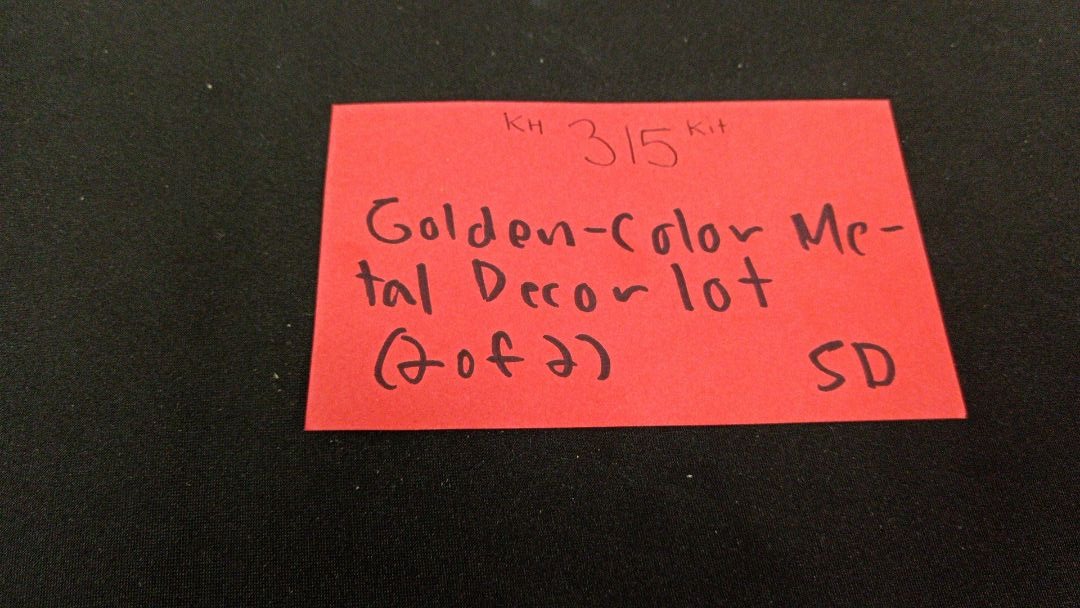 KH 315 Kit
Golden-Color Me-
tal Decor lot
(2 of 2) SD